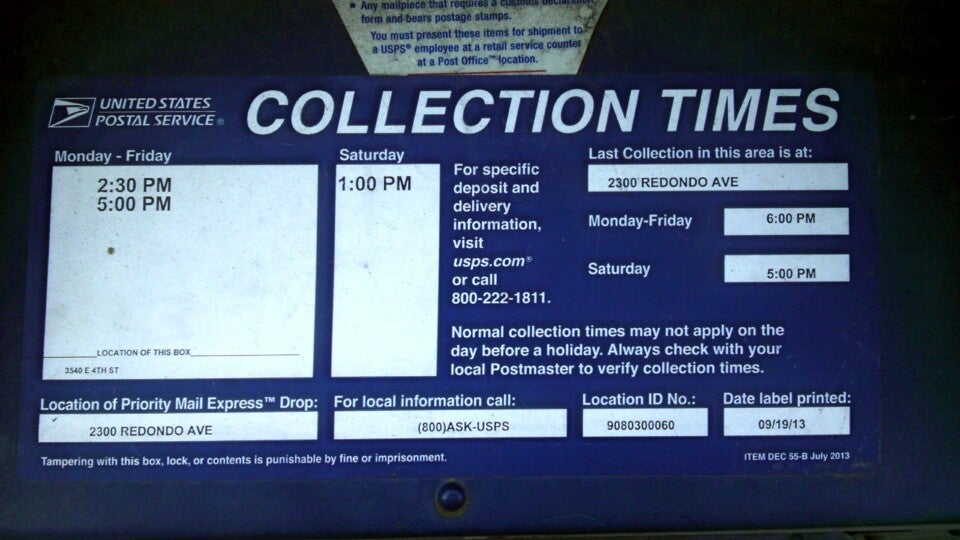 ▪ Any mailpiece that requires a customs declaration
form and bears postage stamps.
You must present these items for shipment to
a USPS® employee at a retail service counter
at a Post Office™ location.
UNITED STATES
POSTAL SERVICE®
COLLECTION TIMES
Monday - Friday
2:30 PM
5:00 PM
LOCATION OF THIS BOX
3540 E 4TH ST
Saturday
1:00 PM
For specific
deposit and
delivery
information,
visit
usps.com®
or call
800-222-1811.
Last Collection in this area is at:
2300 REDONDO AVE
Monday-Friday 6:00 PM
Saturday 5:00 PM
Normal collection times may not apply on the
day before a holiday. Always check with your
local Postmaster to verify collection times.
Location of Priority Mail Express™ Drop:
2300 REDONDO AVE
For local information call:
(800)ASK-USPS
Location ID No.:
9080300060
Date label printed:
09/19/13
Tampering with this box, lock, or contents is punishable by fine or imprisonment.
ITEM DEC 55-B July 2013